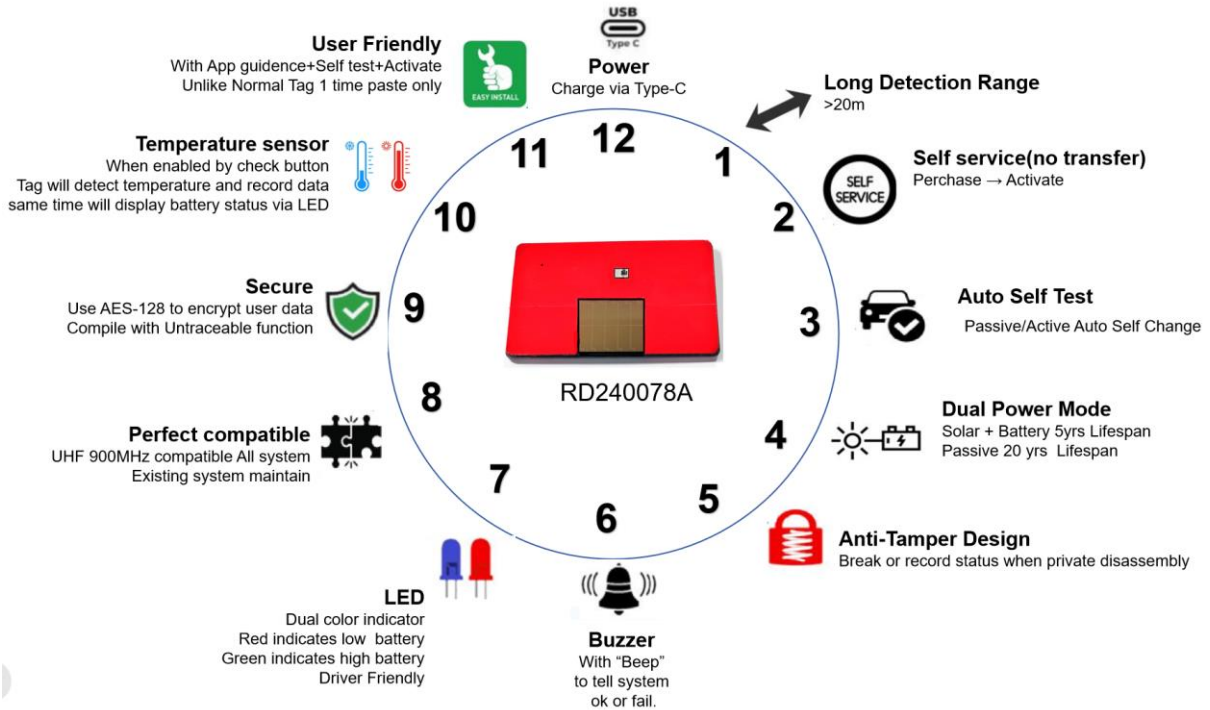 USB
Type C
Power
Charge via Type-C
12
Long Detection Range
>20m
1
SELF
SERVICE
Self service(no transfer)
Perchase → Activate
2
Auto Self Test
Passive/Active Auto Self Change
3
Dual Power Mode
Solar + Battery 5yrs Lifespan
Passive 20 yrs Lifespan
4
Anti-Tamper Design
Break or record status when private disassembly
5
6
Buzzer
With “Beep”
to tell system
ok or fail.
7
LED
Dual color indicator
Red indicates low battery
Green indicates high battery
Driver Friendly
8
Perfect compatible
UHF 900MHz compatible All system
Existing system maintain
9
Secure
Use AES-128 to encrypt user data
Compile with Untraceable function
10
Temperature sensor
When enabled by check button
Tag will detect temperature and record data
same time will display battery status via LED
11
User Friendly
With App guidence+Self test+Activate
Unlike Normal Tag 1 time paste only
EASY INSTALL
RD240078A